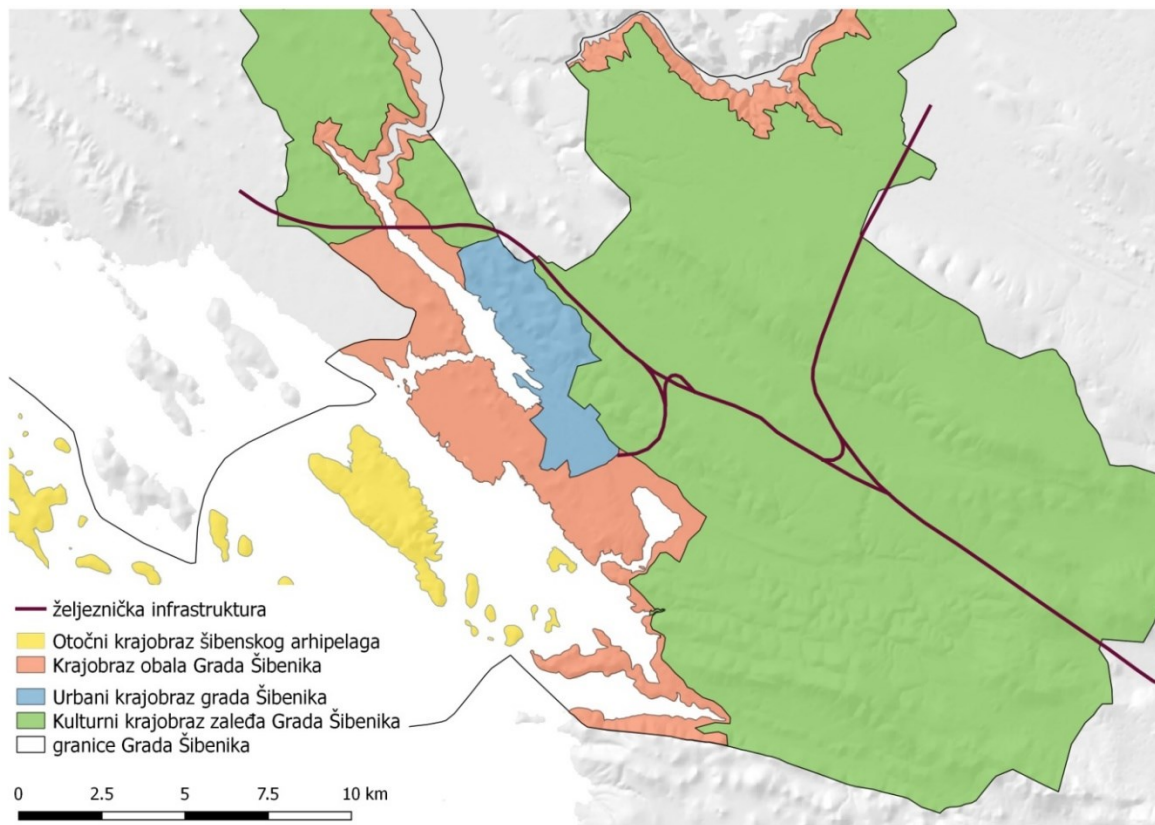 željeznička infrastruktura
Otočni krajobraz šibenskog arhipelaga
Krajobraz obala Grada Šibenika
Urbani krajobraz grada Šibenika
Kulturni krajobraz zaleđa Grada Šibenika
granice Grada Šibenika
0 2.5 5 7.5 10 km